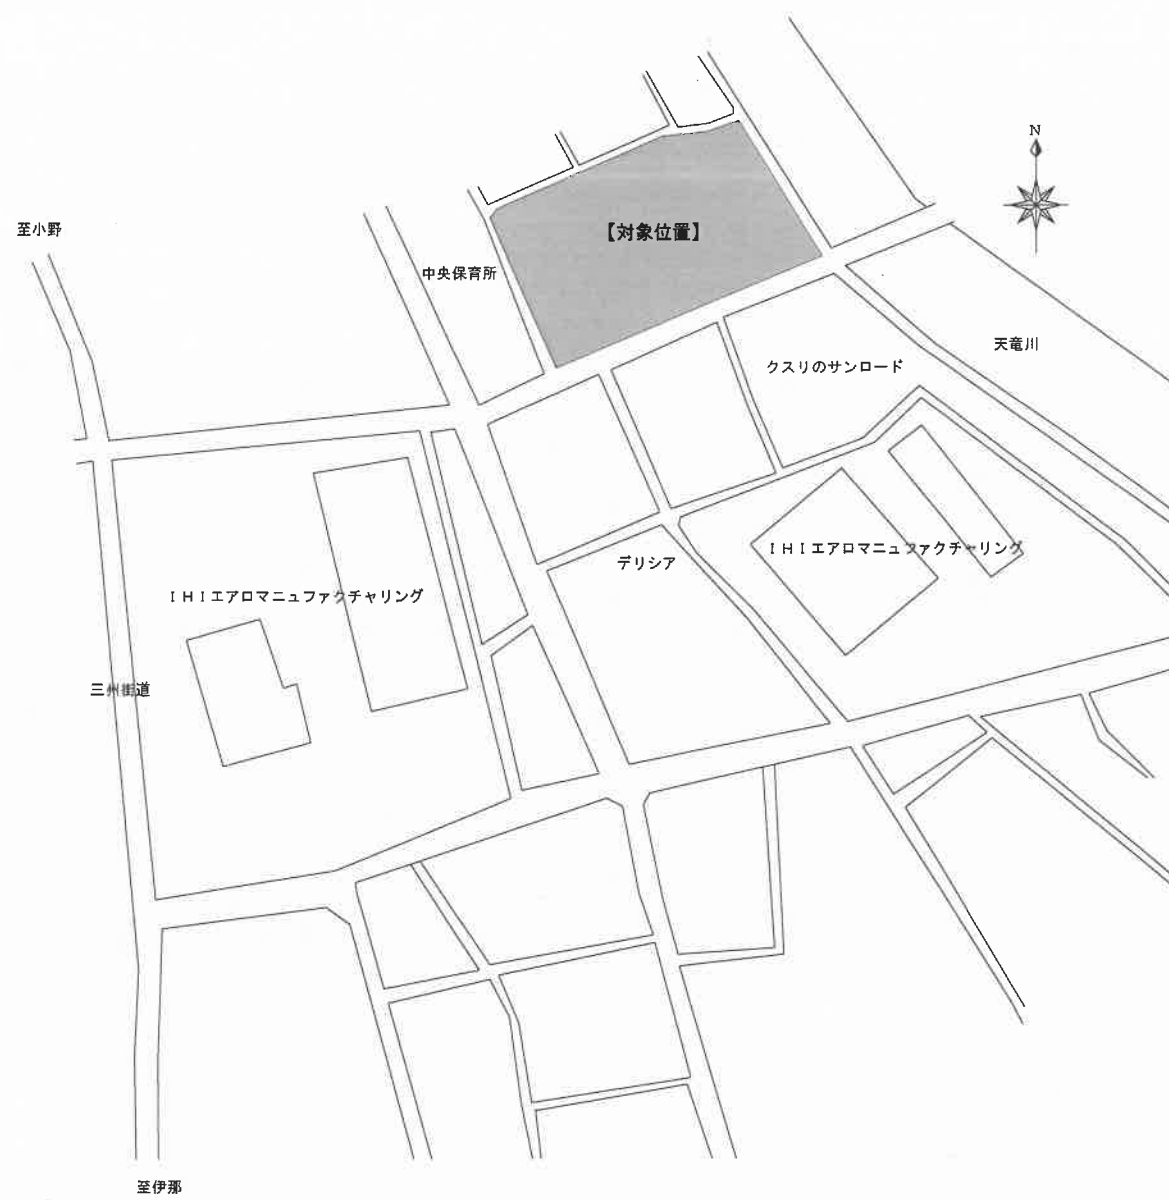 N
至小野
【対象位置】
中央保育所
天竜川
クスリのサンロード
IHIエアロマニュファクチャリング
デリシア
IHIエアロマニュファクチャリング
三州街道
至伊那